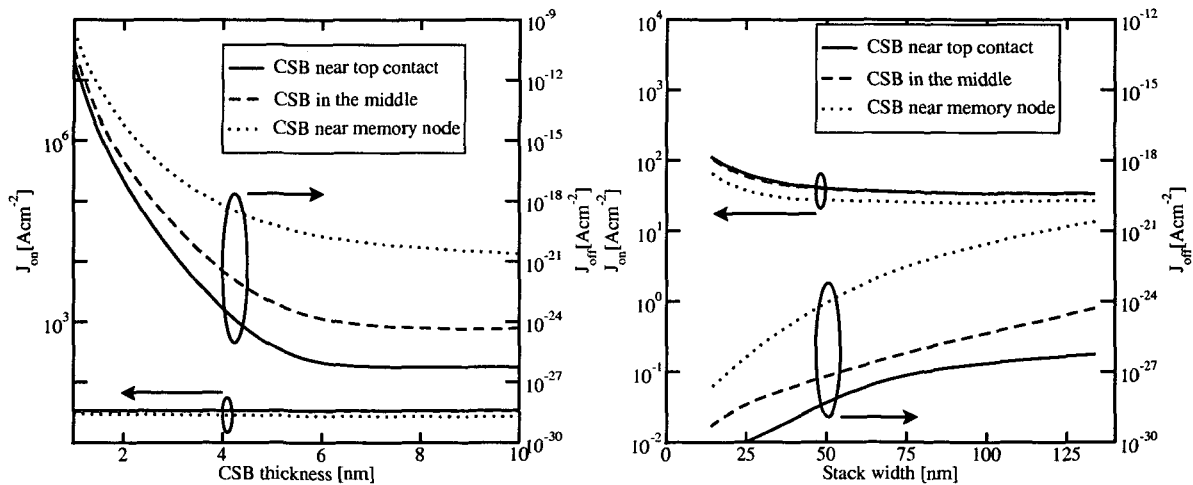 10^-9
CSB near top contact
CSB in the middle
CSB near memory node
10^-12
10^-15
10^-18
10^-21
10^-24
10^-27
10^-30
10^6
10^3
J_on[Acm^-2]
J_off[Acm^-2]
2
4
6
8
10
CSB thickness [nm]
10^4
10^3
10^2
10^1
10^0
10^-1
10^-2
J_on[Acm^-2]
CSB near top contact
CSB in the middle
CSB near memory node
10^-12
10^-15
10^-18
10^-21
10^-24
10^-27
10^-30
J_off[Acm^-2]
0
25
50
75
100
125
Stack width [nm]